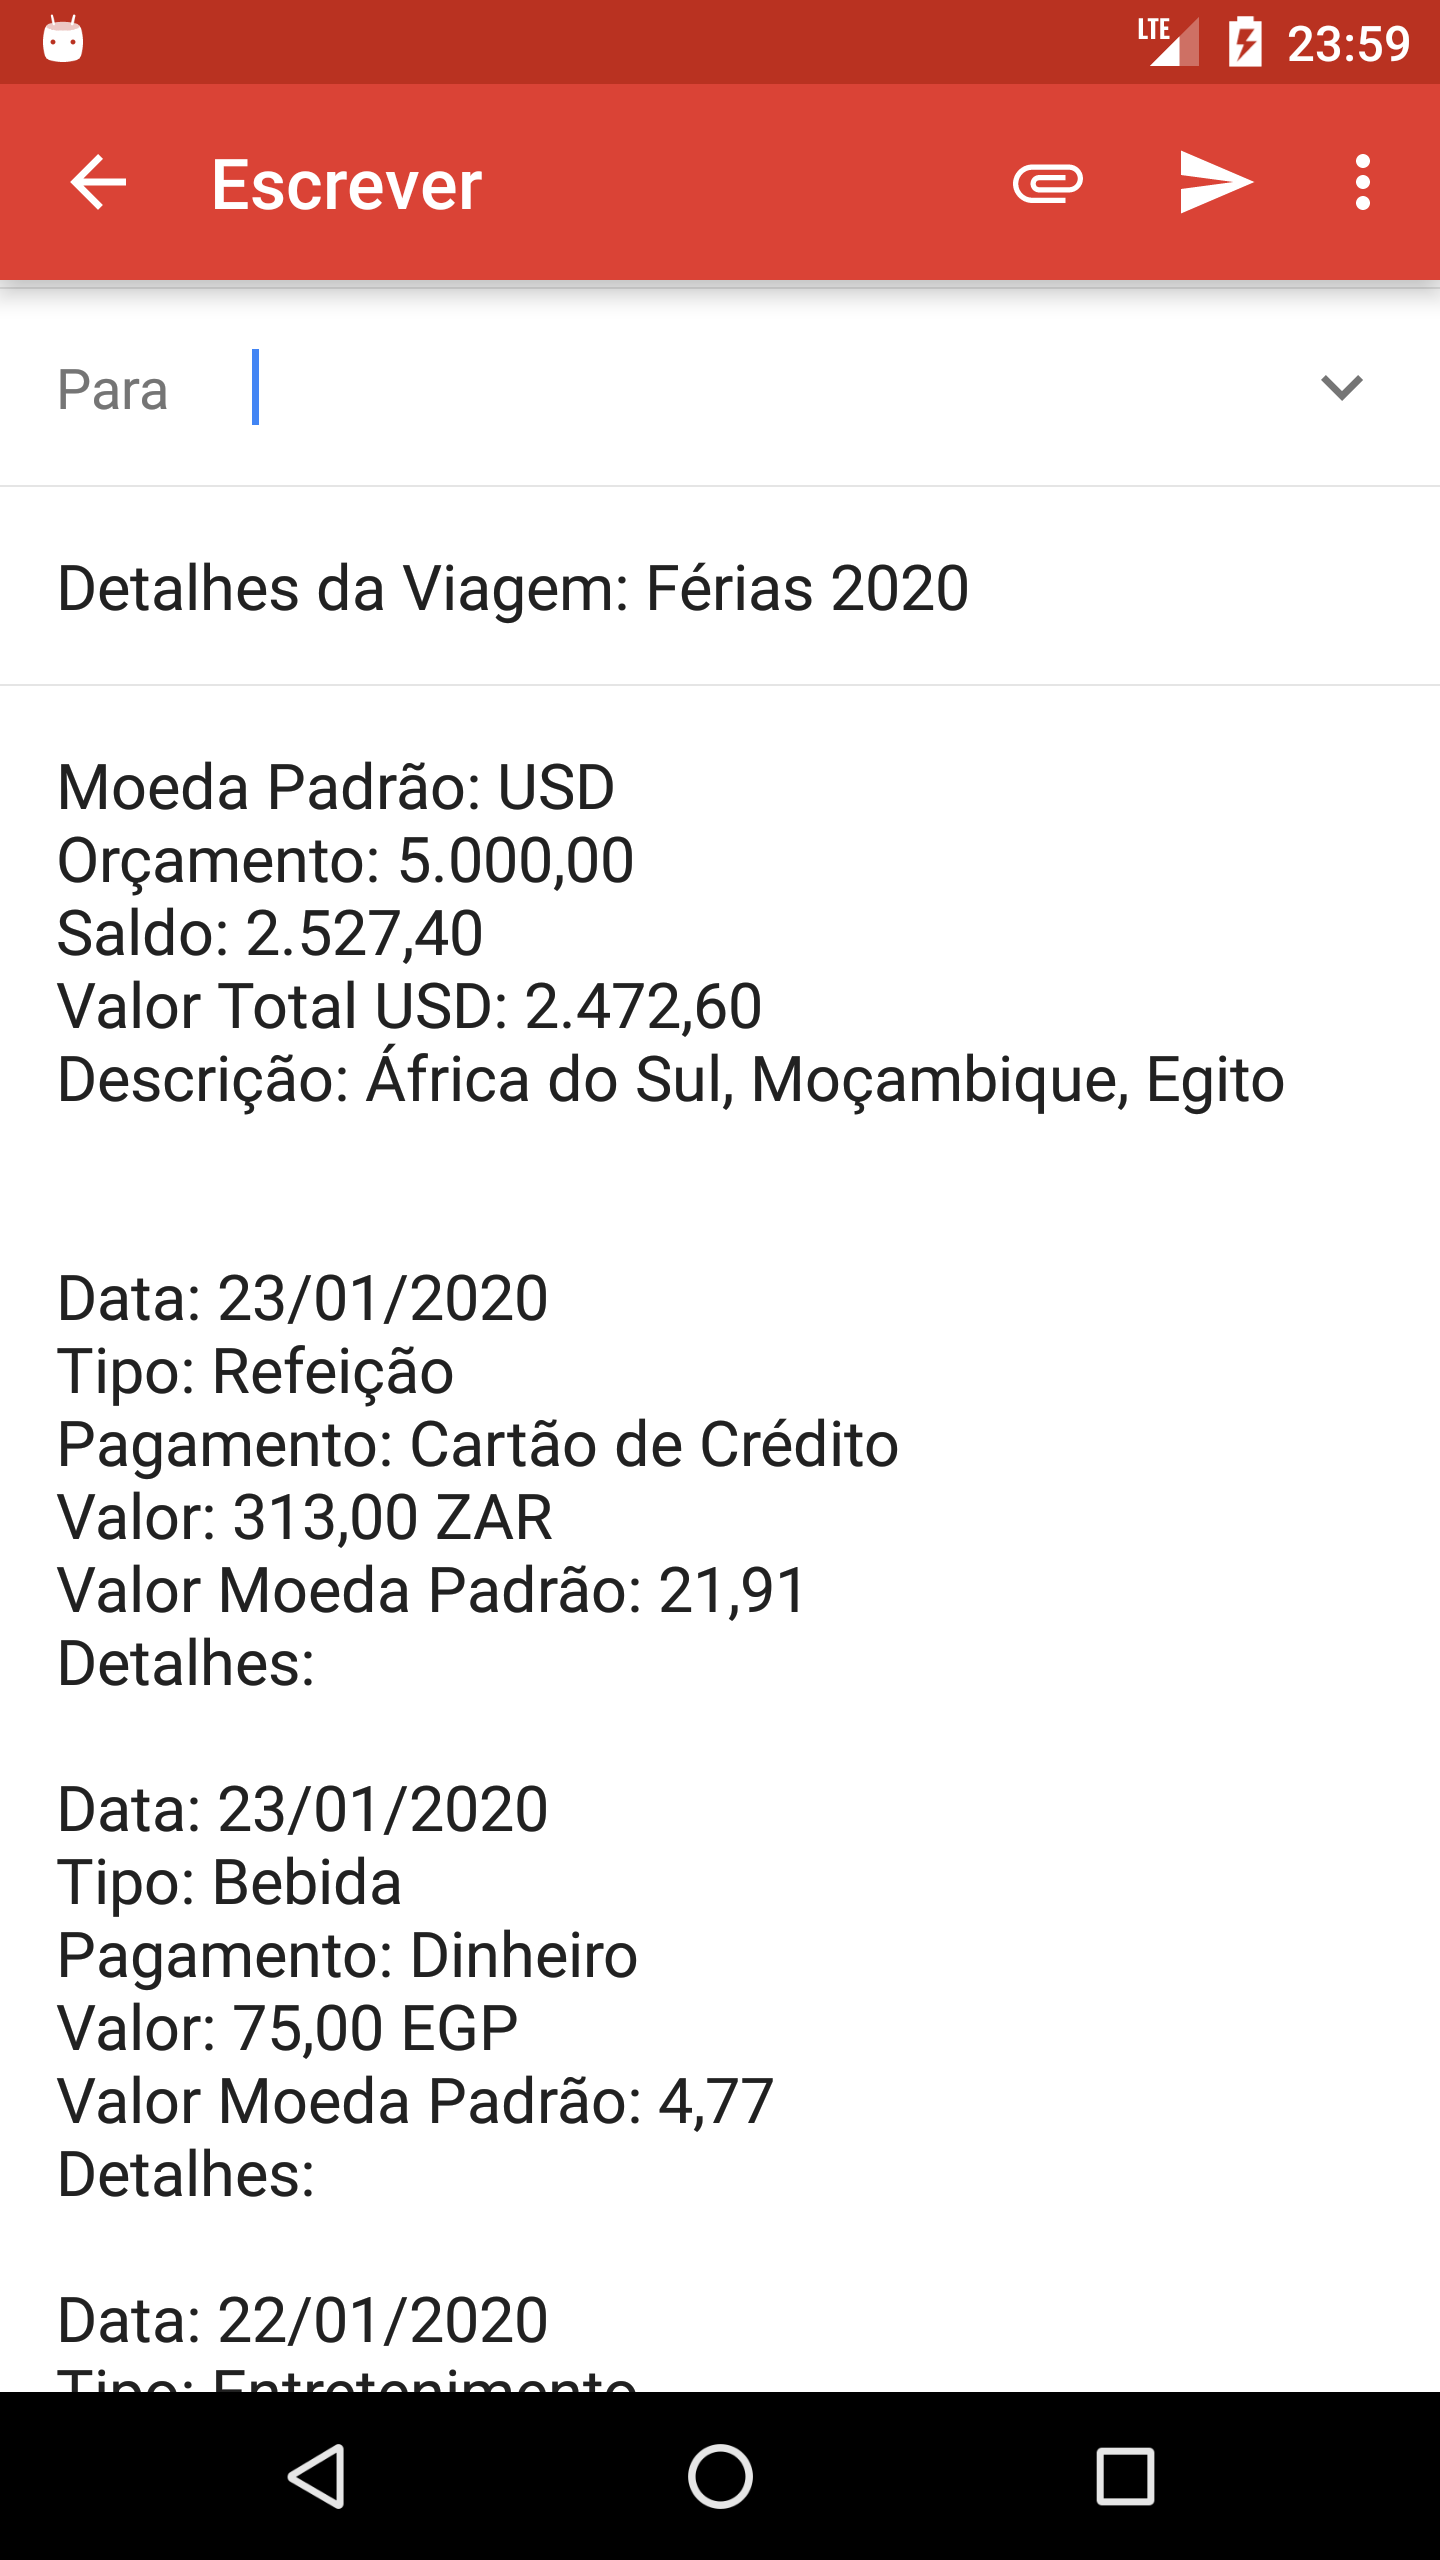 LTE 23:59
Escrever
Para
Detalhes da Viagem: Férias 2020
Moeda Padrão: USD
Orçamento: 5.000,00
Saldo: 2.527,40
Valor Total USD: 2.472,60
Descrição: África do Sul, Moçambique, Egito
Data: 23/01/2020
Tipo: Refeição
Pagamento: Cartão de Crédito
Valor: 313,00 ZAR
Valor Moeda Padrão: 21,91
Detalhes:
Data: 23/01/2020
Tipo: Bebida
Pagamento: Dinheiro
Valor: 75,00 EGP
Valor Moeda Padrão: 4,77
Detalhes:
Data: 22/01/2020
Tipo: Entretenimento